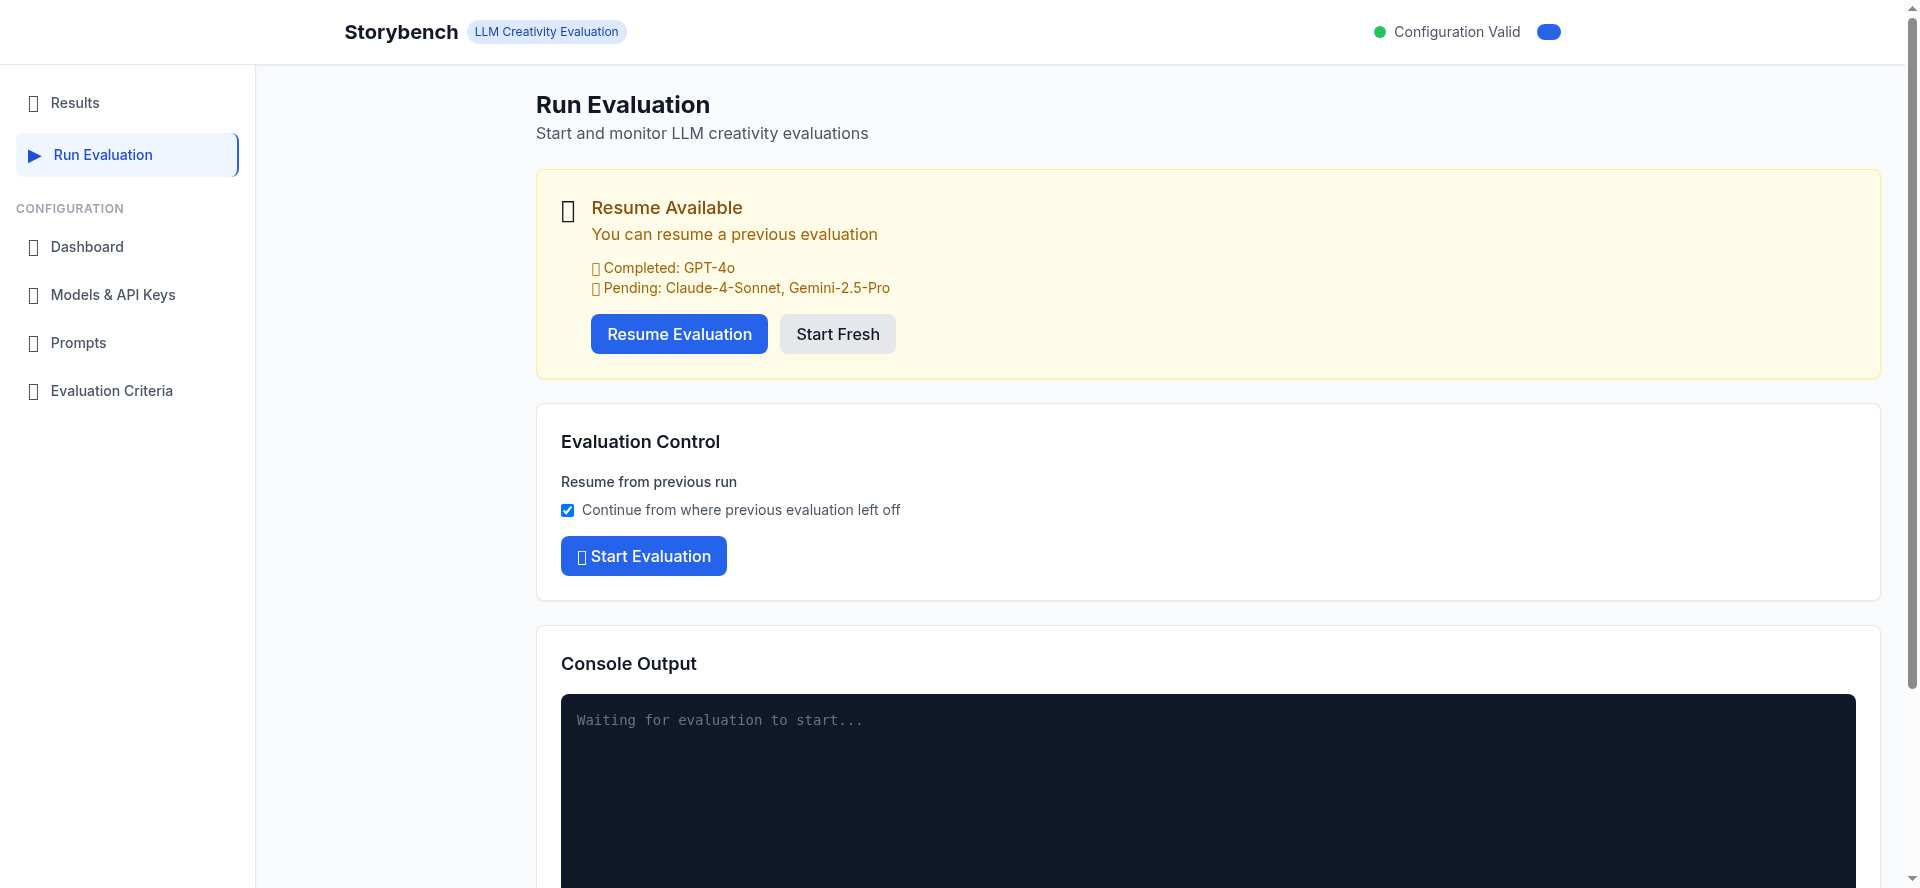 Storybench
LLM Creativity Evaluation
Configuration Valid
Results
Run Evaluation
CONFIGURATION
Dashboard
Models & API Keys
Prompts
Evaluation Criteria
Run Evaluation
Start and monitor LLM creativity evaluations
Resume Available
You can resume a previous evaluation
Completed: GPT-4o
Pending: Claude-4-Sonnet, Gemini-2.5-Pro
Resume Evaluation
Start Fresh
Evaluation Control
Resume from previous run
Continue from where previous evaluation left off
Start Evaluation
Console Output
Waiting for evaluation to start...